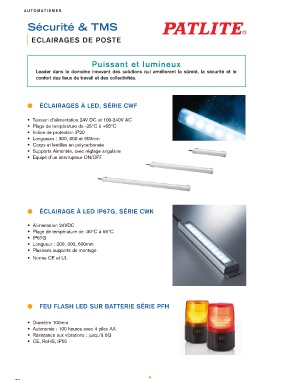 AUTOMATISMES
Sécurité & TMS
PATLITE®
ECLAIRAGES DE POSTE
Puissant et lumineux
Leader dans le domaine innovant des solutions qui améliorent la sûreté, la sécurité et le
confort des lieux de travail et des collectivités.
ÉCLAIRAGES À LED, SÉRIE CWF
• Tension d'alimentation 24V DC et 100-240V AC
• Plage de température de -25°C à +55°C
• Indice de protection IP20
• Longueurs : 300, 600 et 900mm
• Corps et lentilles en polycarbonate
• Supports Aimantés, avec réglage angulaire
• Equipé d'un interrupteur ON/OFF
ÉCLAIRAGE À LED IP67G, SÉRIE CWK
• Alimentation 24VDC
• Plage de température de -30°C à 55°C
• IP67G
• Longueur : 200, 300, 600mm
• Plusieurs supports de montage
• Norme CE et UL
FEU FLASH LED SUR BATTERIE SÉRIE PFH
• Diamètre 100mm
• Autonomie : 100 heures avec 4 piles AA
• Résistance aux vibrations : jusqu'à 9G
• CE, RoHS, IP55